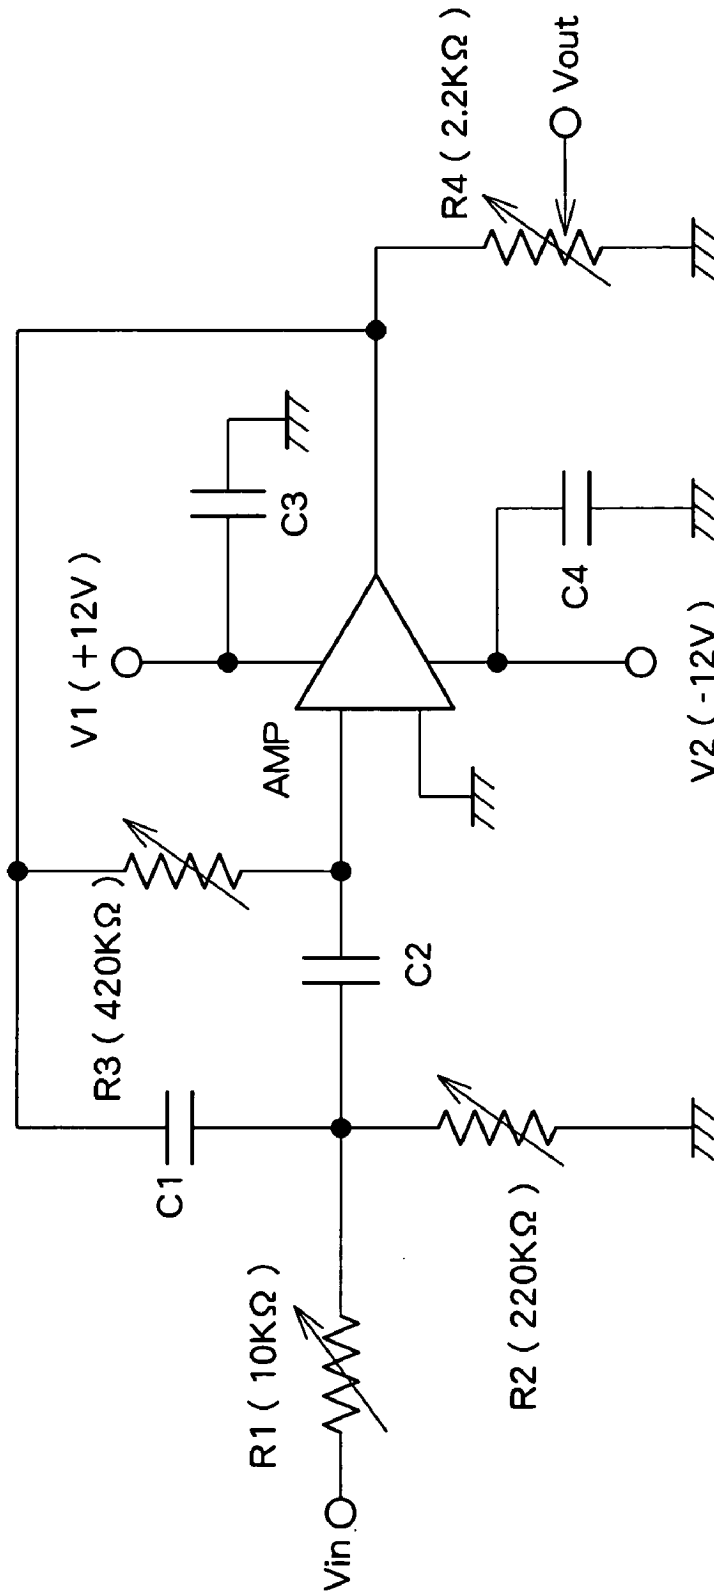 V1 ( +12V )
R3 ( 420KΩ )
C3
C1
AMP
R1 ( 10KΩ )
Vin
C2
R4 ( 2.2KΩ )
Vout
C4
R2 ( 220KΩ )
V2 ( -12V )